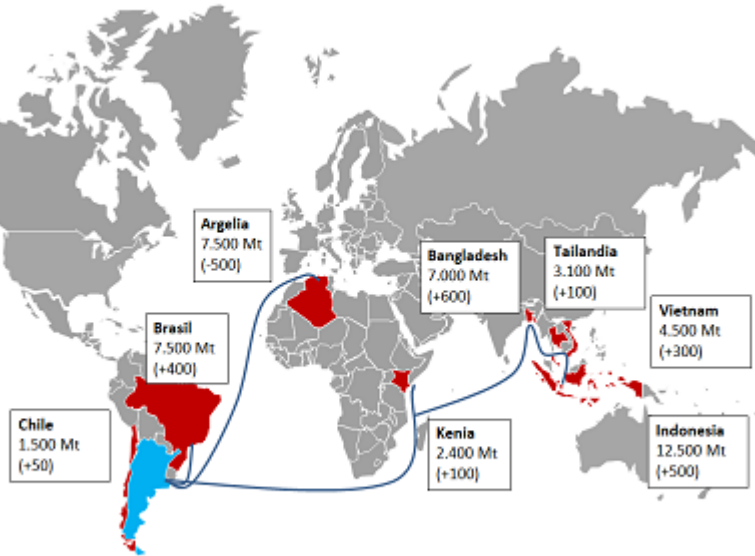 Argelia
7.500 Mt
(-500)
Bangladesh
7.000 Mt
(+600)
Tailandia
3.100 Mt
(+100)
Vietnam
4.500 Mt
(+300)
Brasil
7.500 Mt
(+400)
Chile
1.500 Mt
(+50)
Kenia
2.400 Mt
(+100)
Indonesia
12.500 Mt
(+500)